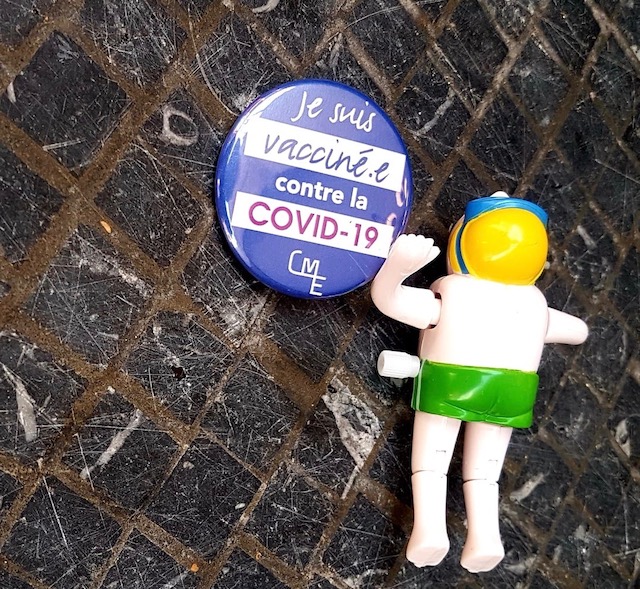 Je suis
vacciné.e
contre la
COVID-19
CME